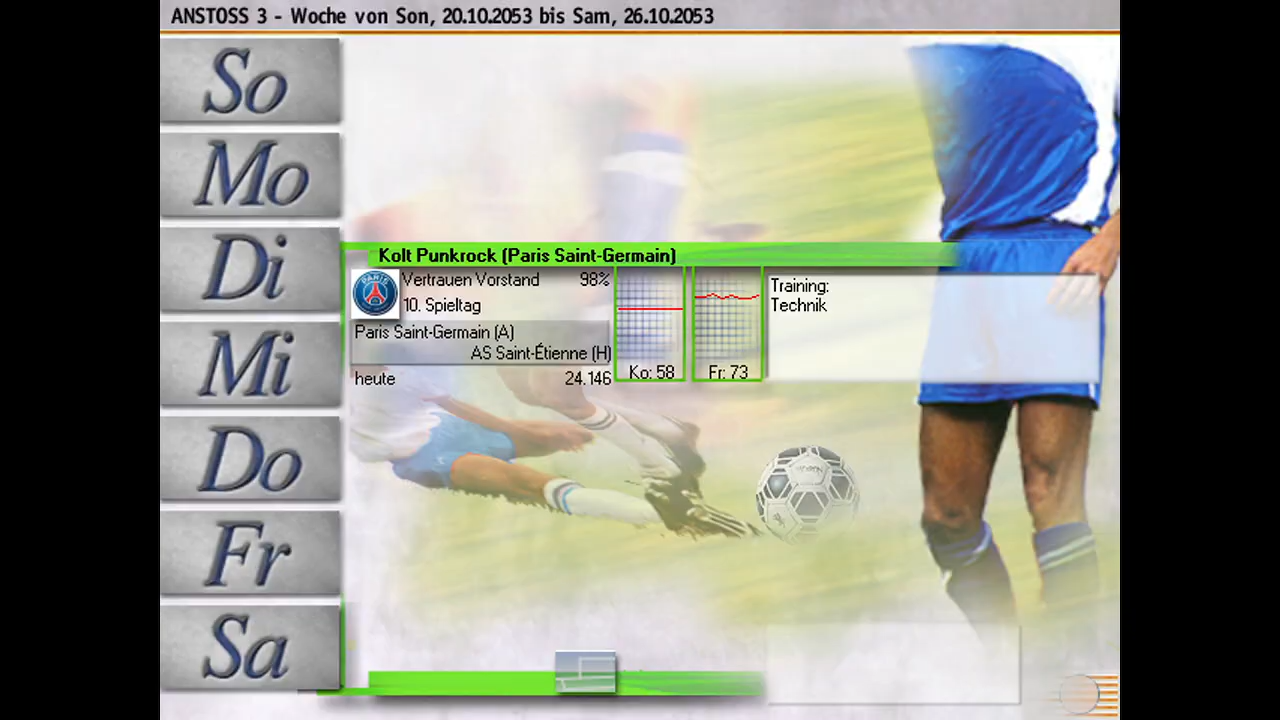 ANSTOSS 3 - Woche von Son, 20.10.2053 bis Sam, 26.10.2053
So
Mo
Di
Mi
Do
Fr
Sa
Kolt Punkrock (Paris Saint-Germain)
PARIS
Vertrauen Vorstand 98%
10. Spieltag
Paris Saint-Germain (A)
AS Saint-Étienne (H)
heute 24.146
Ko: 58
Fr: 73
Training:
Technik